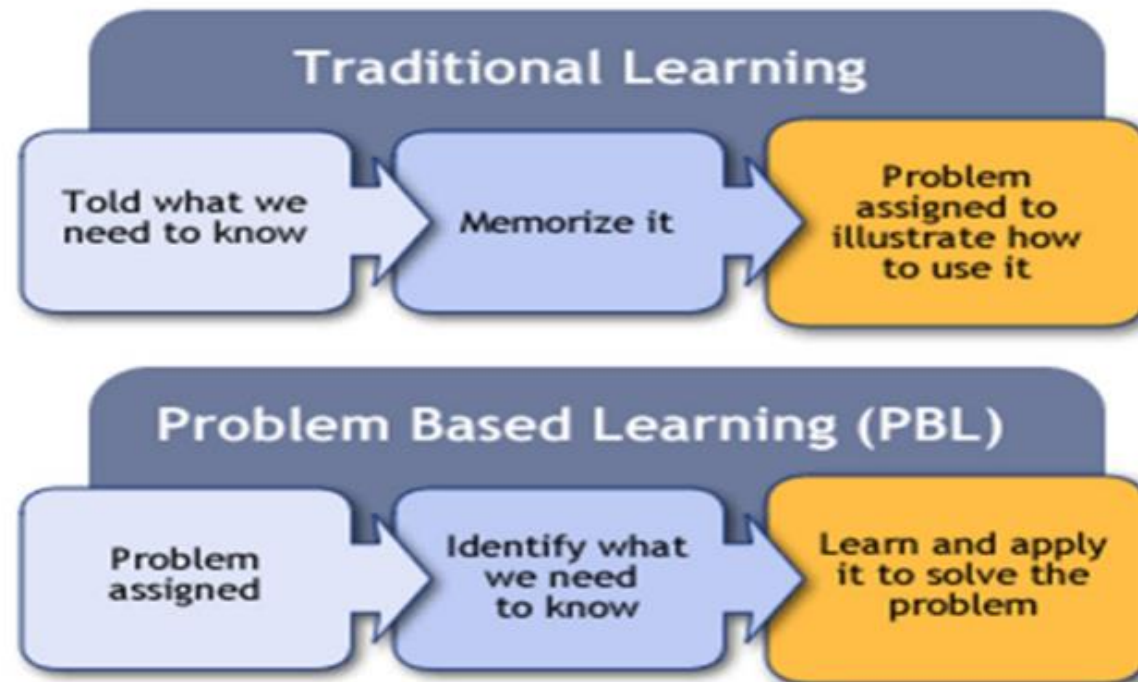 Traditional Learning
Told what we
need to know
Memorize it
Problem
assigned to
illustrate how
to use it
Problem Based Learning (PBL)
Problem
assigned
Identify what
we need
to know
Learn and apply
it to solve the
problem